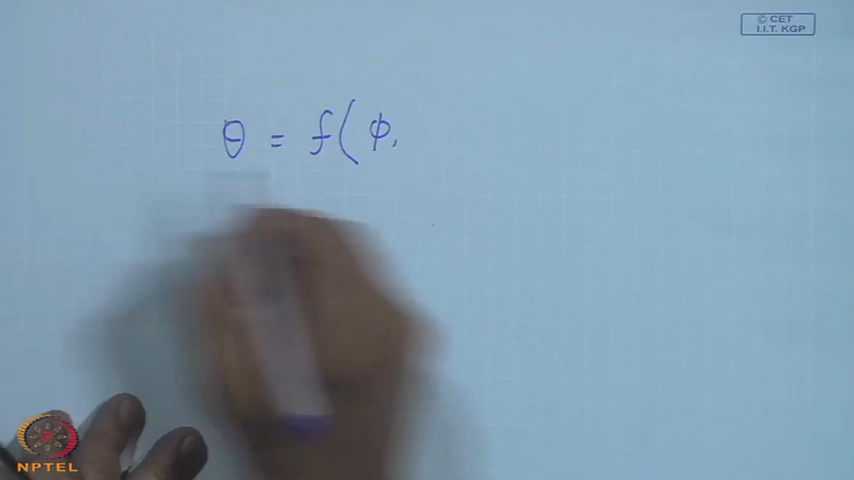 © CET
I.I.T. KGP
θ = f(φ,
NPTEL